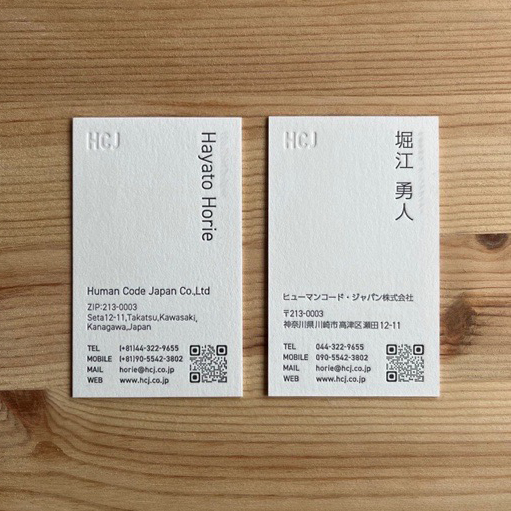 HCJ
Hayato Horie
Human Code Japan Co.,Ltd
ZIP:213-0003
Seta12-11,Takatsu,Kawasaki,
Kanagawa,Japan
TEL (+81)44-322-9655
MOBILE (+81)90-5542-3802
MAIL horie@hcj.co.jp
WEB www.hcj.co.jp
HCJ
堀江 勇人
ヒューマンコード・ジャパン株式会社
〒213-0003
神奈川県川崎市高津区瀬田12-11
TEL 044-322-9655
MOBILE 090-5542-3802
MAIL horie@hcj.co.jp
WEB www.hcj.co.jp